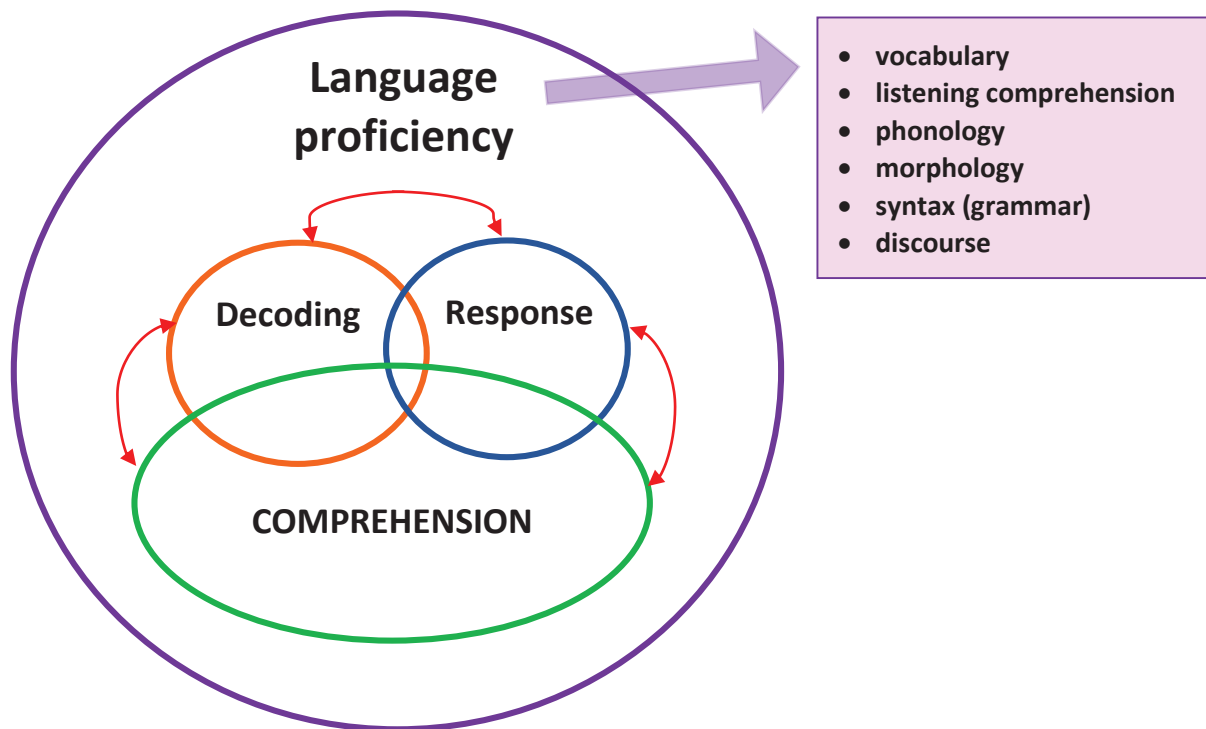 Language
proficiency
Decoding
Response
COMPREHENSION
• vocabulary
• listening comprehension
• phonology
• morphology
• syntax (grammar)
• discourse